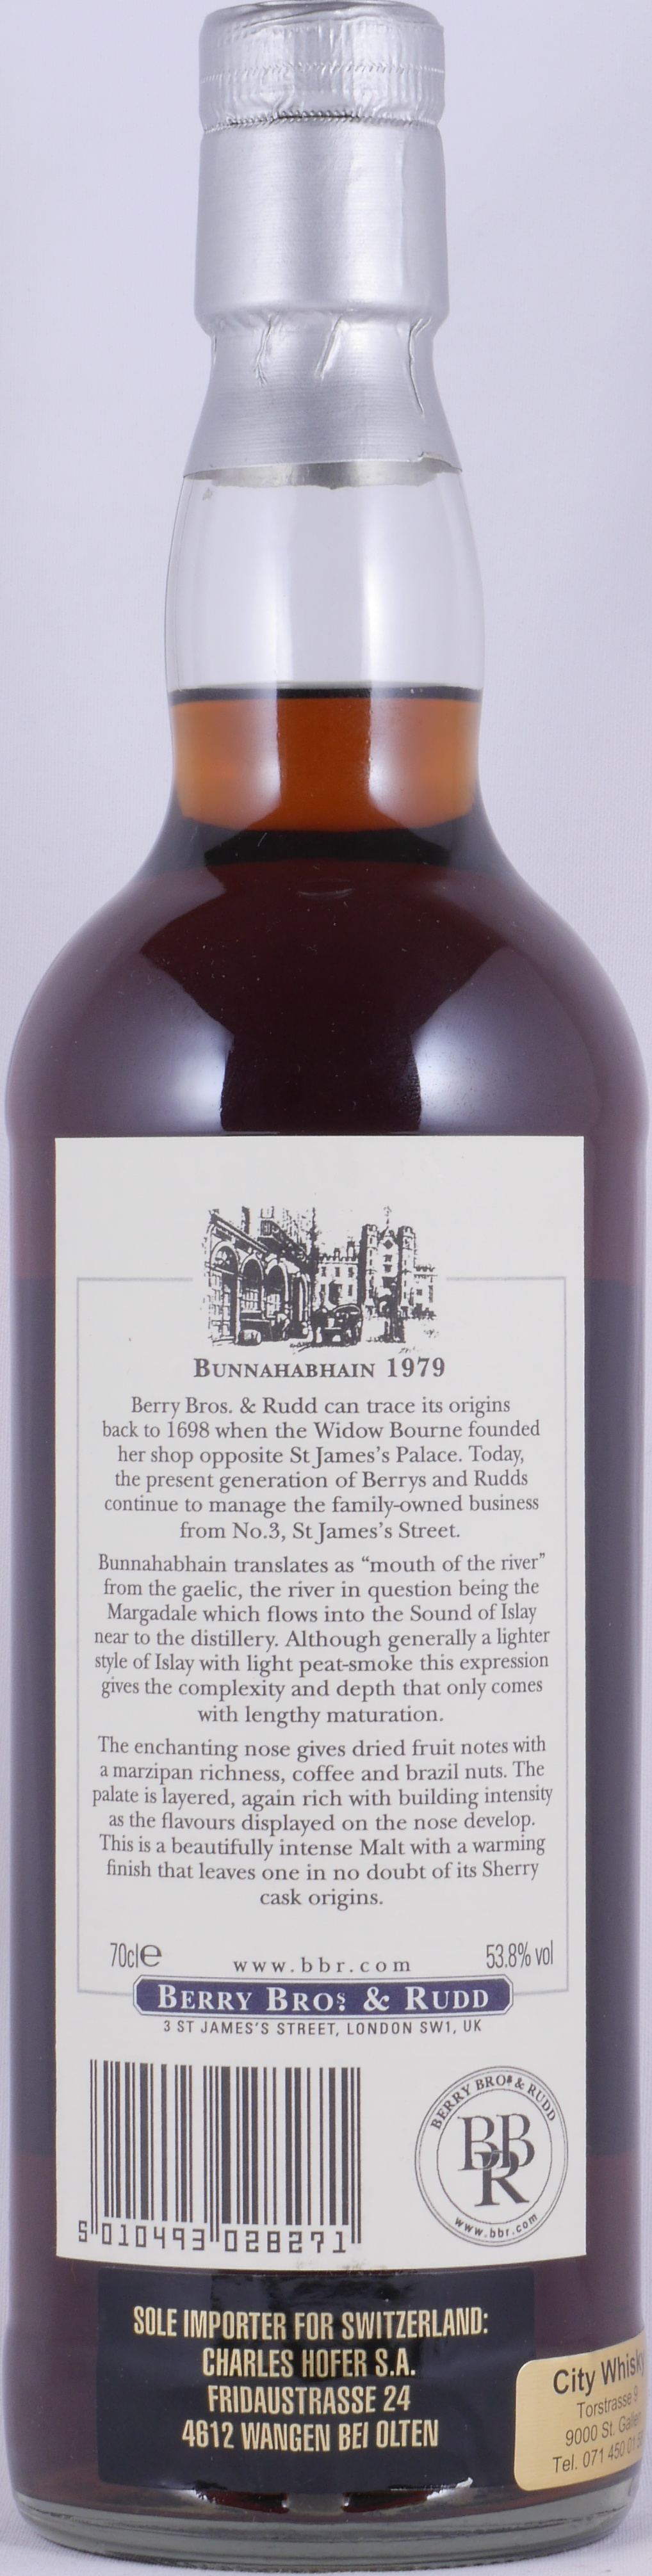 BUNNAHABHAIN 1979
Berry Bros. & Rudd can trace its origins
back to 1698 when the Widow Bourne founded
her shop opposite St James's Palace. Today,
the present generation of Berrys and Rudds
continue to manage the family-owned business
from No.3, St James's Street.
Bunnahabhain translates as “mouth of the river”
from the gaelic, the river in question being the
Margadale which flows into the Sound of Islay
near to the distillery. Although generally a lighter
style of Islay with light peat-smoke this expression
gives the complexity and depth that only comes
with lengthy maturation.
The enchanting nose gives dried fruit notes with
a marzipan richness, coffee and brazil nuts. The
palate is layered, again rich with building intensity
as the flavours displayed on the nose develop.
This is a beautifully intense Malt with a warming
finish that leaves one in no doubt of its Sherry
cask origins.
70cl℮ www.bbr.com 53.8% vol
BERRY BROS & RUDD
3 ST JAMES'S STREET, LONDON SW1, UK
BERRY BROS & RUDD
BBR
www.bbr.com
5 010493 028271
SOLE IMPORTER FOR SWITZERLAND:
CHARLES HOFER S.A.
FRIDAUSTRASSE 24
4612 WANGEN BEI OLTEN
City Whisky
Torstrasse 9
9000 St. Gallen
Tel. 071 450 01